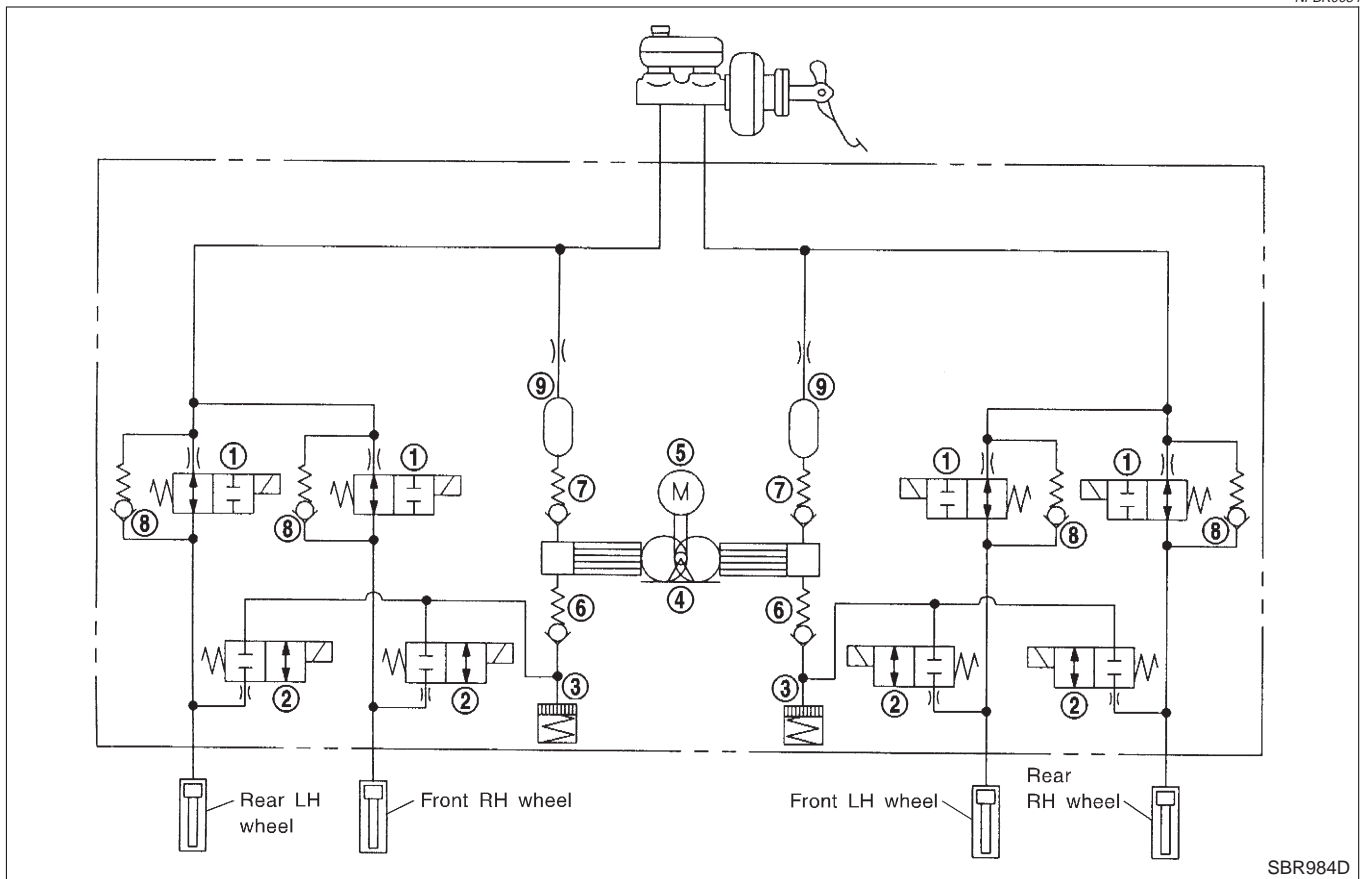 ⑨ ⑨
⑤
① ① ① ①
M
⑦ ⑦
⑧ ⑧ ⑧ ⑧
④
⑥ ⑥
③ ③
② ② ② ②
Rear LH
wheel
Front RH wheel
Front LH wheel
Rear
RH wheel
SBR984D